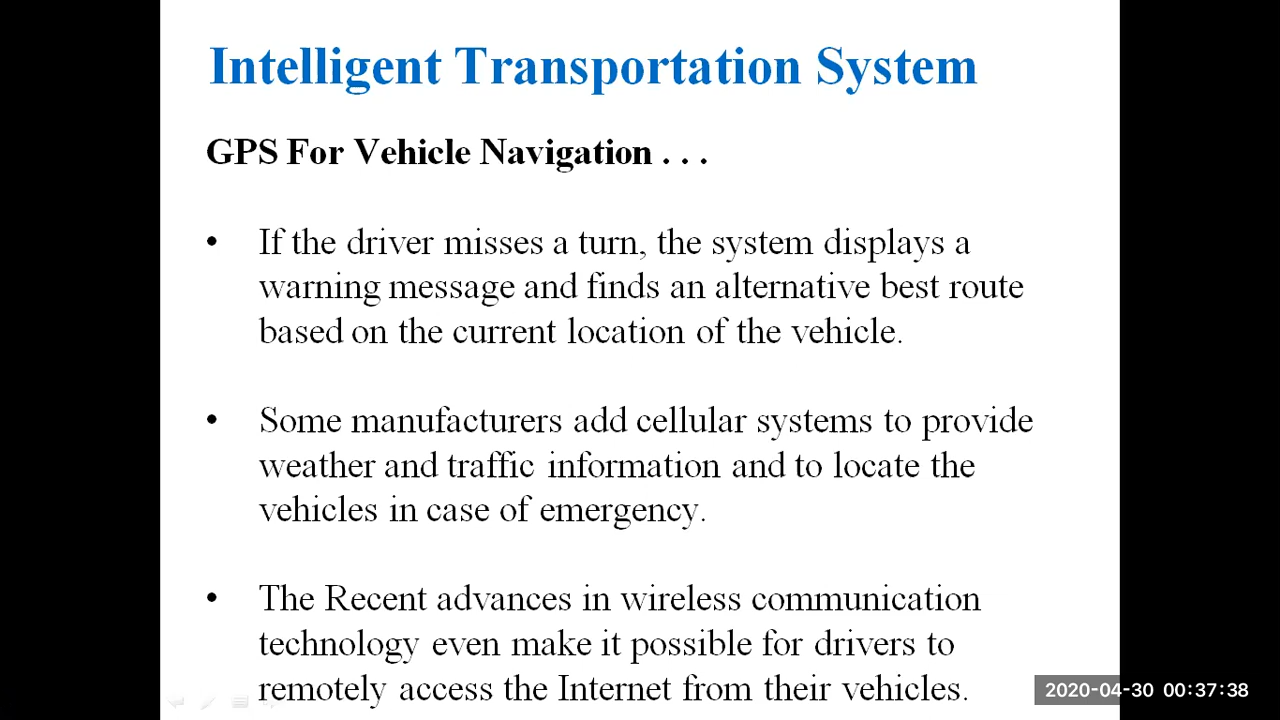 Intelligent Transportation System
GPS For Vehicle Navigation . . .
• If the driver misses a turn, the system displays a
warning message and finds an alternative best route
based on the current location of the vehicle.
• Some manufacturers add cellular systems to provide
weather and traffic information and to locate the
vehicles in case of emergency.
• The Recent advances in wireless communication
technology even make it possible for drivers to
remotely access the Internet from their vehicles.
2020-04-30 00:37:38